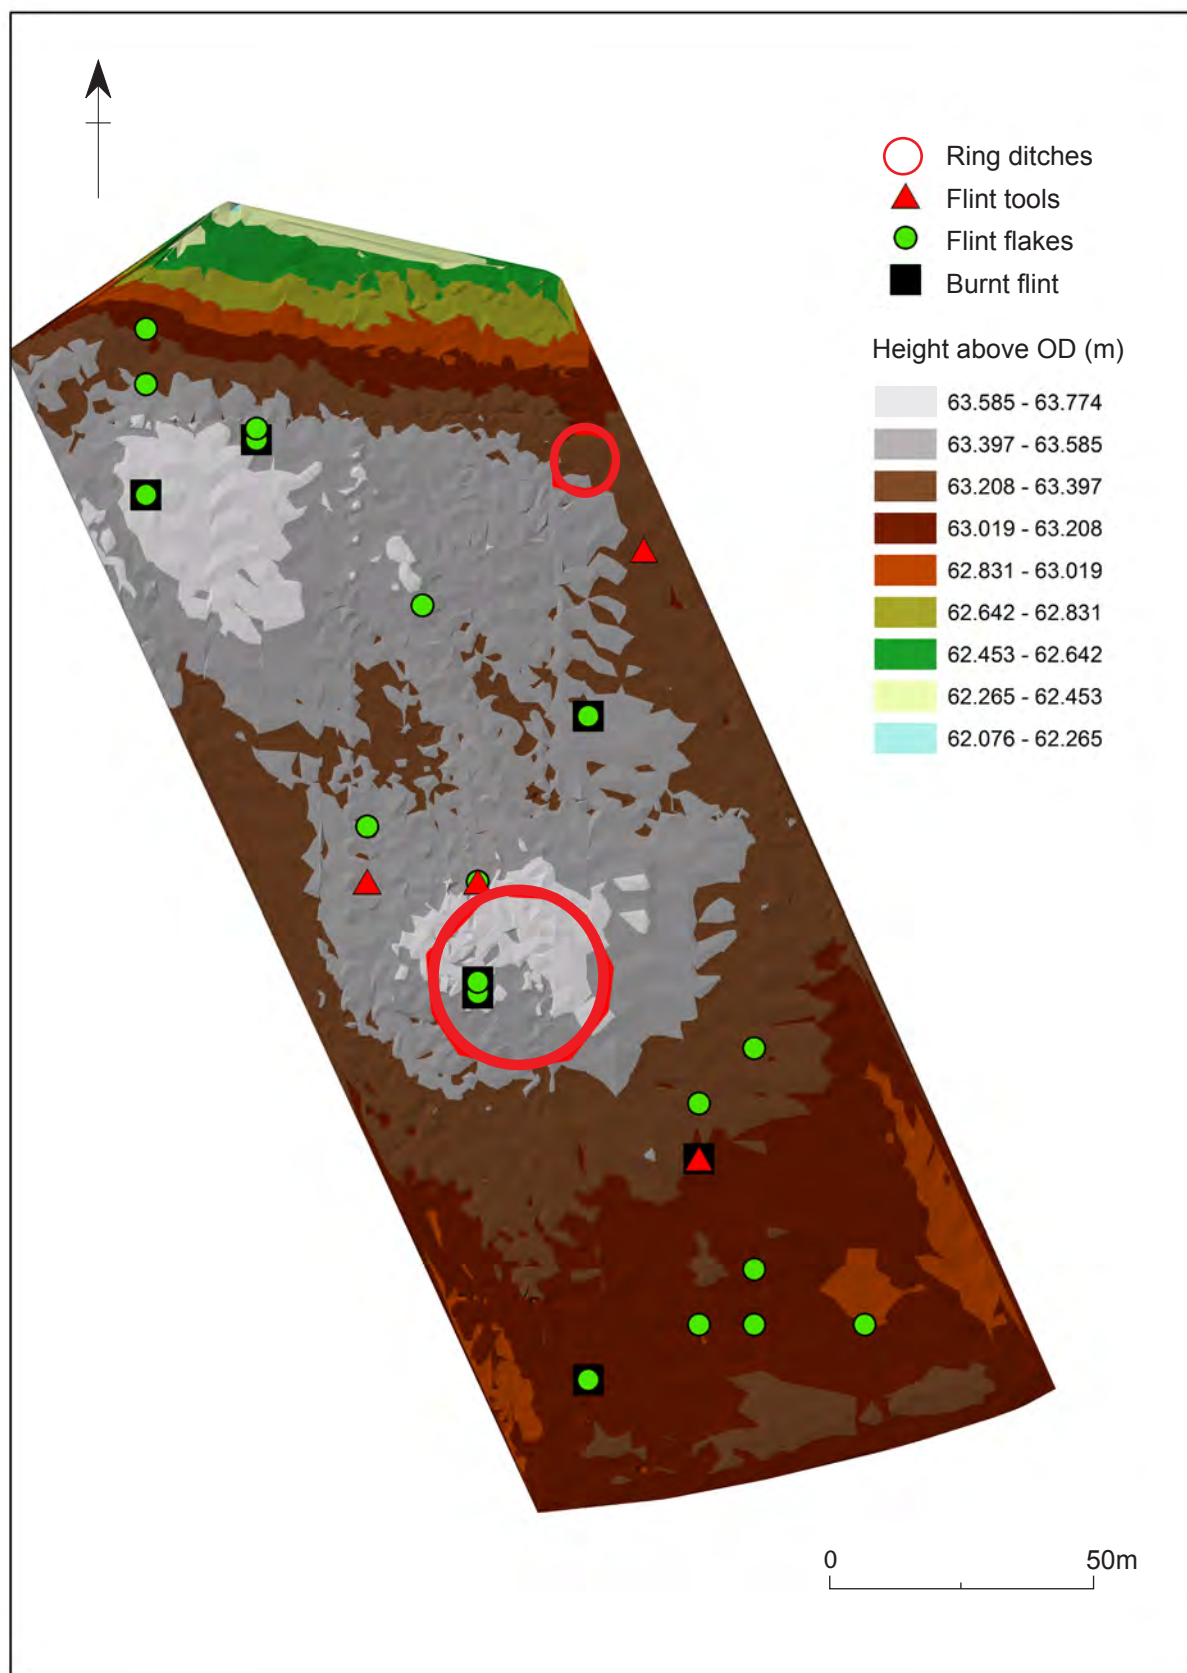 Ring ditches
Flint tools
Flint flakes
Burnt flint
Height above OD (m)
63.585 - 63.774
63.397 - 63.585
63.208 - 63.397
63.019 - 63.208
62.831 - 63.019
62.642 - 62.831
62.453 - 62.642
62.265 - 62.453
62.076 - 62.265
0 50m